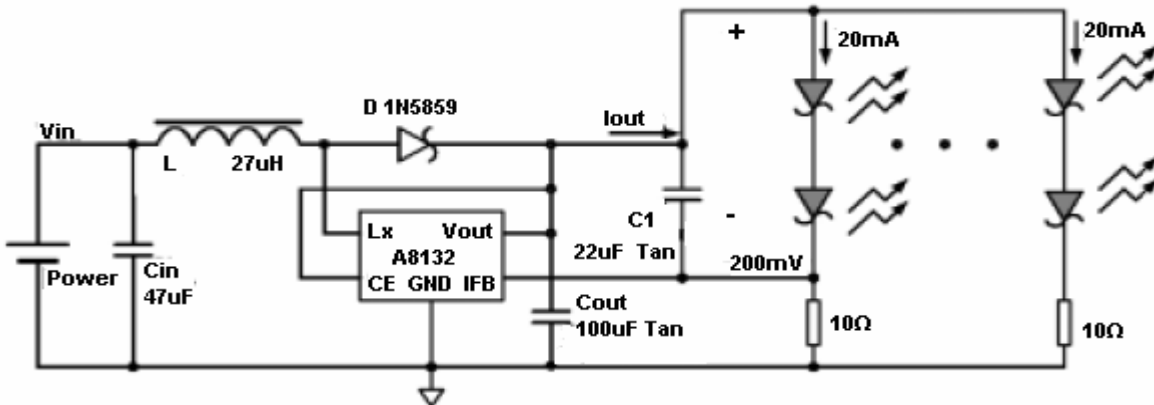 +
20mA
20mA
D 1N5859
Iout
Vin
L
27uH
Lx
Vout
A8132
CE GND IFB
C1
22uF Tan
-
200mV
Power
Cin
47uF
Cout
100uF Tan
10Ω
10Ω